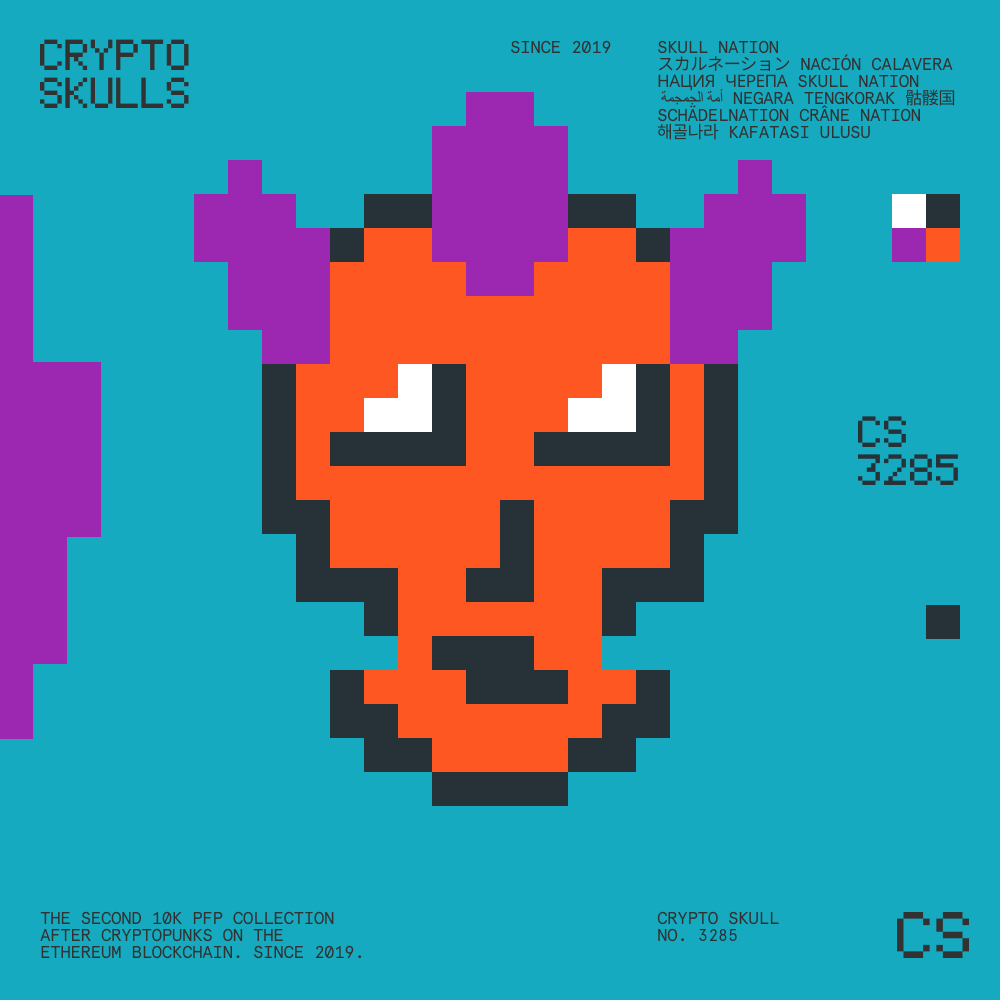 CRYPTO
SKULLS
SINCE 2019
SKULL NATION
スカルネーション NACIÓN CALAVERA
НАЦИЯ ЧЕРЕПА SKULL NATION
أمة الجمجمة NEGARA TENGKORAK 骷髅国
SCHÄDELNATION CRÂNE NATION
해골나라 KAFATASI ULUSU
CS
3285
THE SECOND 10K PFP COLLECTION
AFTER CRYPTOPUNKS ON THE
ETHEREUM BLOCKCHAIN. SINCE 2019.
CRYPTO SKULL
NO. 3285
CS